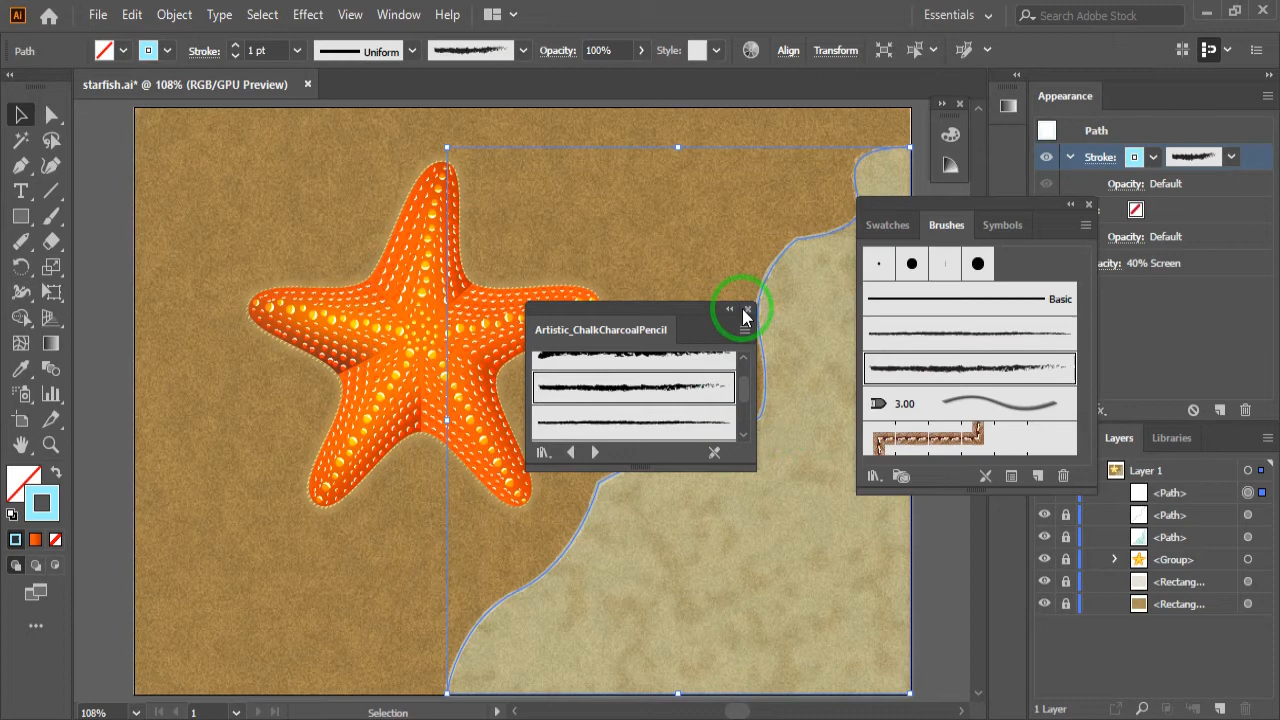 Ai File Edit Object Type Select Effect View Window Help Essentials Search Adobe Stock
Path Stroke: 1 pt Uniform Opacity: 100% Style: Align Transform
starfish.ai* @ 108% (RGB/GPU Preview)
Appearance
Path
Stroke:
Opacity: Default
Swatches Brushes Symbols
Default
40% Screen
Basic
Artistic_ChalkCharcoalPencil
3.00
Layers Libraries
Layer 1
<Path>
<Path>
<Path>
<Group>
<Rectang...
<Rectang...
108% 1 Selection 1 Layer